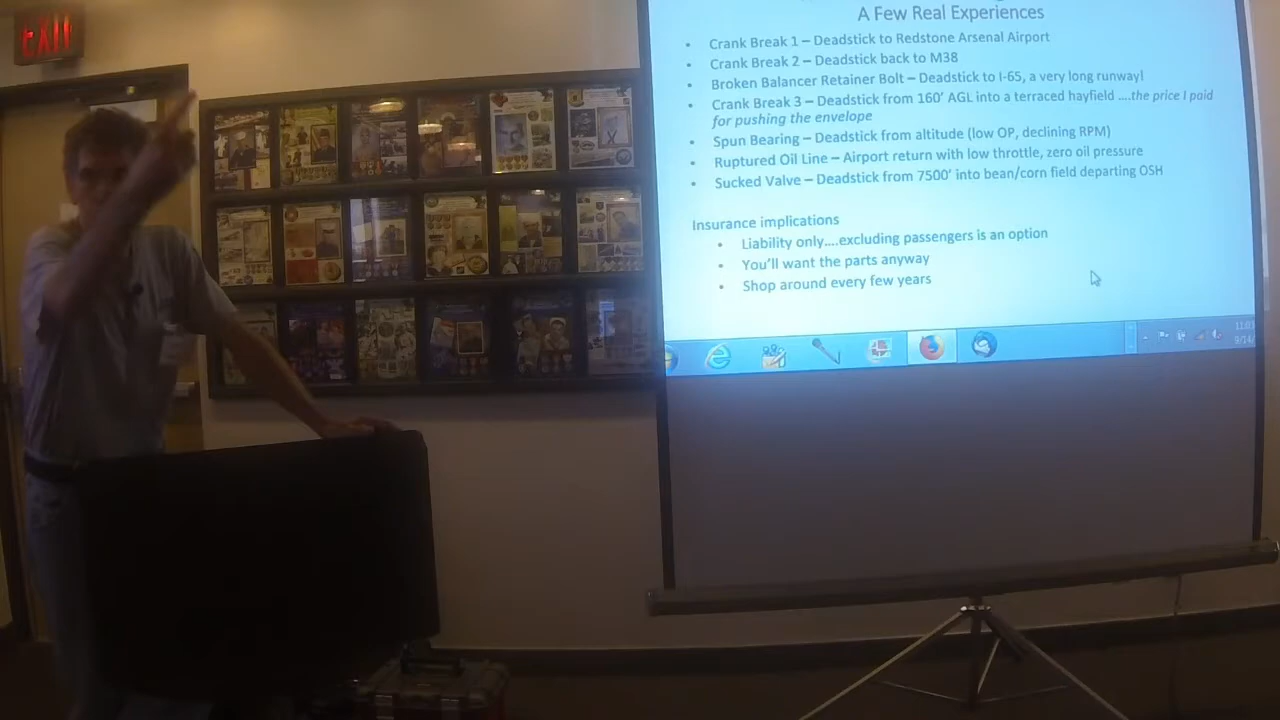 EXIT
A Few Real Experiences
• Crank Break 1 – Deadstick to Redstone Arsenal Airport
• Crank Break 2 – Deadstick back to M38
• Broken Balancer Retainer Bolt – Deadstick to I-65, a very long runway!
• Crank Break 3 – Deadstick from 160' AGL into a terraced hayfield ....the price I paid
for pushing the envelope
• Spun Bearing – Deadstick from altitude (low OP, declining RPM)
• Ruptured Oil Line – Airport return with low throttle, zero oil pressure
• Sucked Valve – Deadstick from 7500' into bean/corn field departing OSH
Insurance implications
• Liability only....excluding passengers is an option
• You'll want the parts anyway
• Shop around every few years